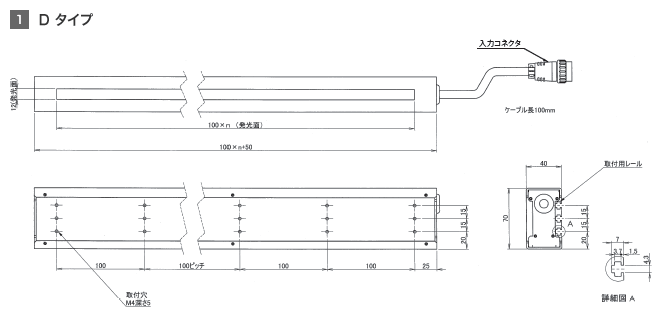 1 D タイプ
入力コネクタ
12(発光面)
ケーブル長100mm
100×n (発光面)
100×n+50
40
取付用レール
70
15
15
20
A
15
15
20
100
100ピッチ
100
100
25
取付穴
M4深さ5
7
3.1
1.5
4.3
詳細図 A